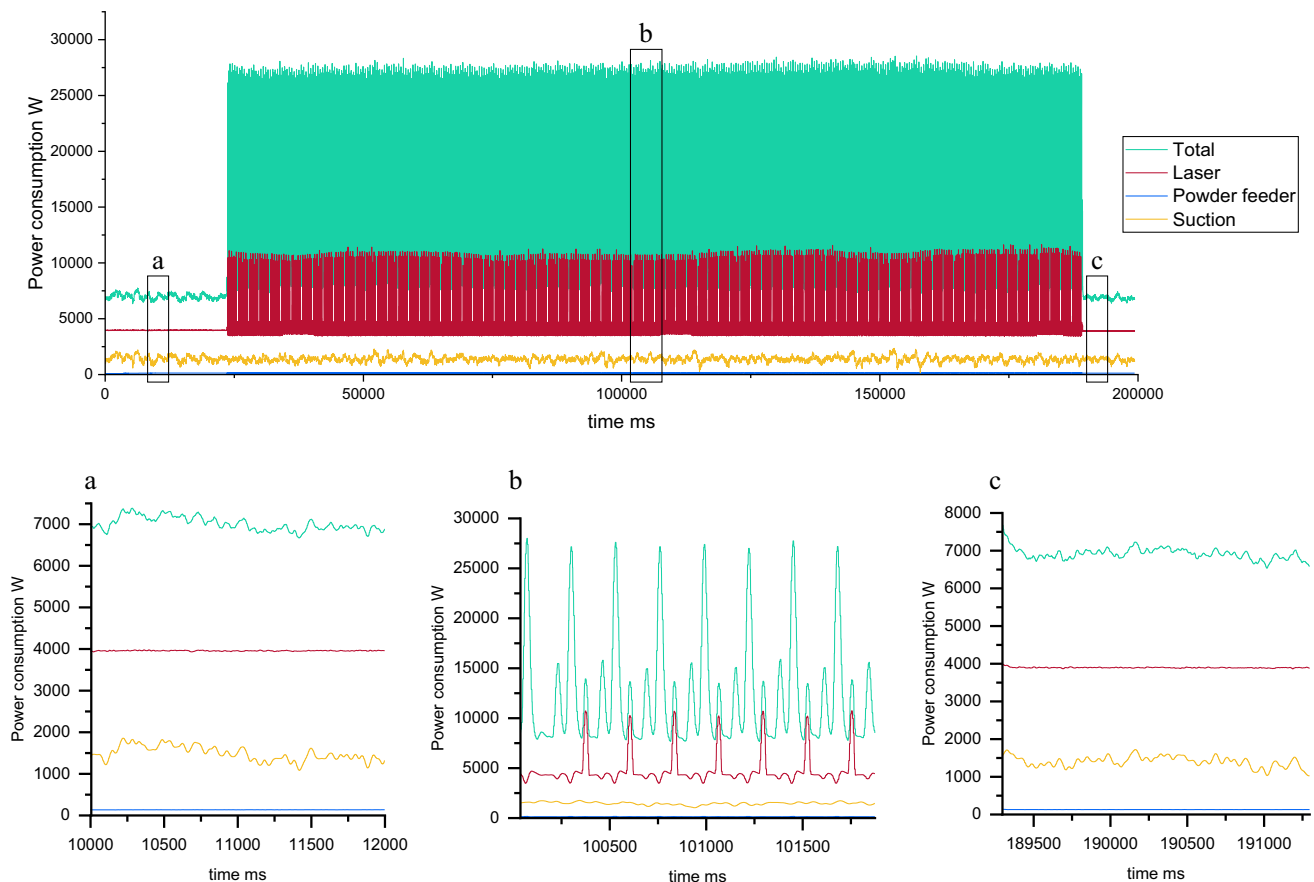 b
30000
25000
20000
15000
10000
5000
0
Power consumption W
a
c
Total
Laser
Powder feeder
Suction
0
50000
100000
150000
200000
time ms
a
7000
6000
5000
4000
3000
2000
1000
0
Power consumption W
10000
10500
11000
11500
12000
time ms
b
30000
25000
20000
15000
10000
5000
0
Power consumption W
100500
101000
101500
time ms
c
8000
7000
6000
5000
4000
3000
2000
1000
0
Power consumption W
189500
190000
190500
191000
time ms